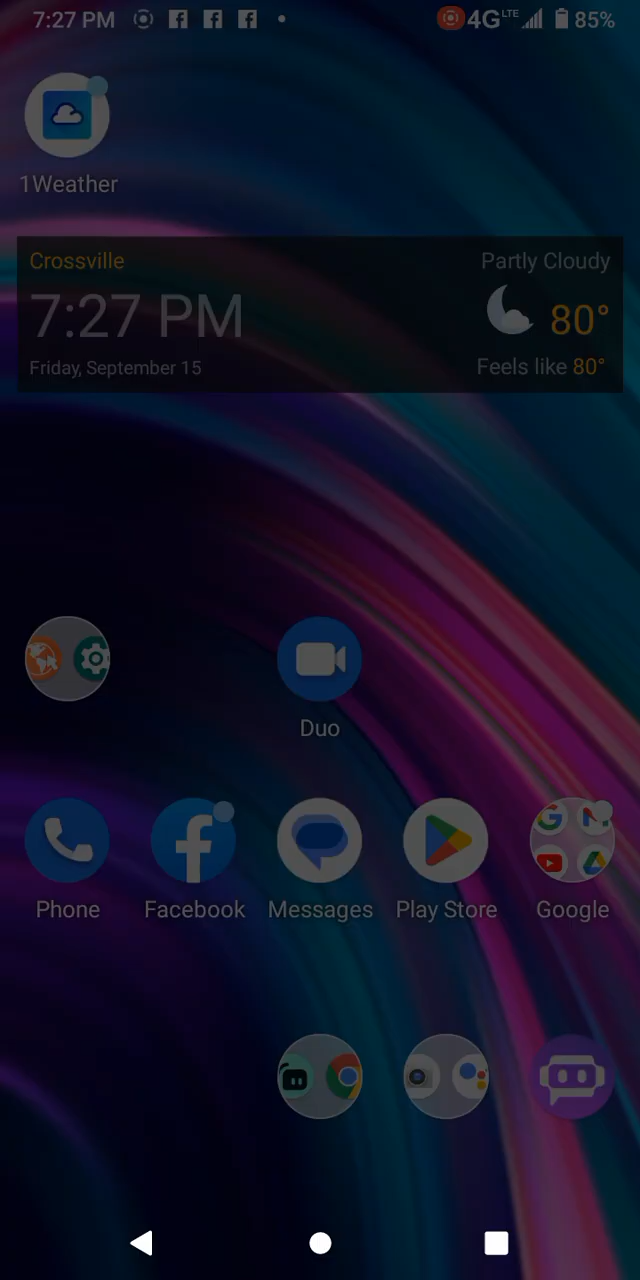 7:27 PM 4G LTE 85%
1Weather
Crossville Partly Cloudy
7:27 PM 80°
Friday, September 15 Feels like 80°
Duo
Phone Facebook Messages Play Store Google